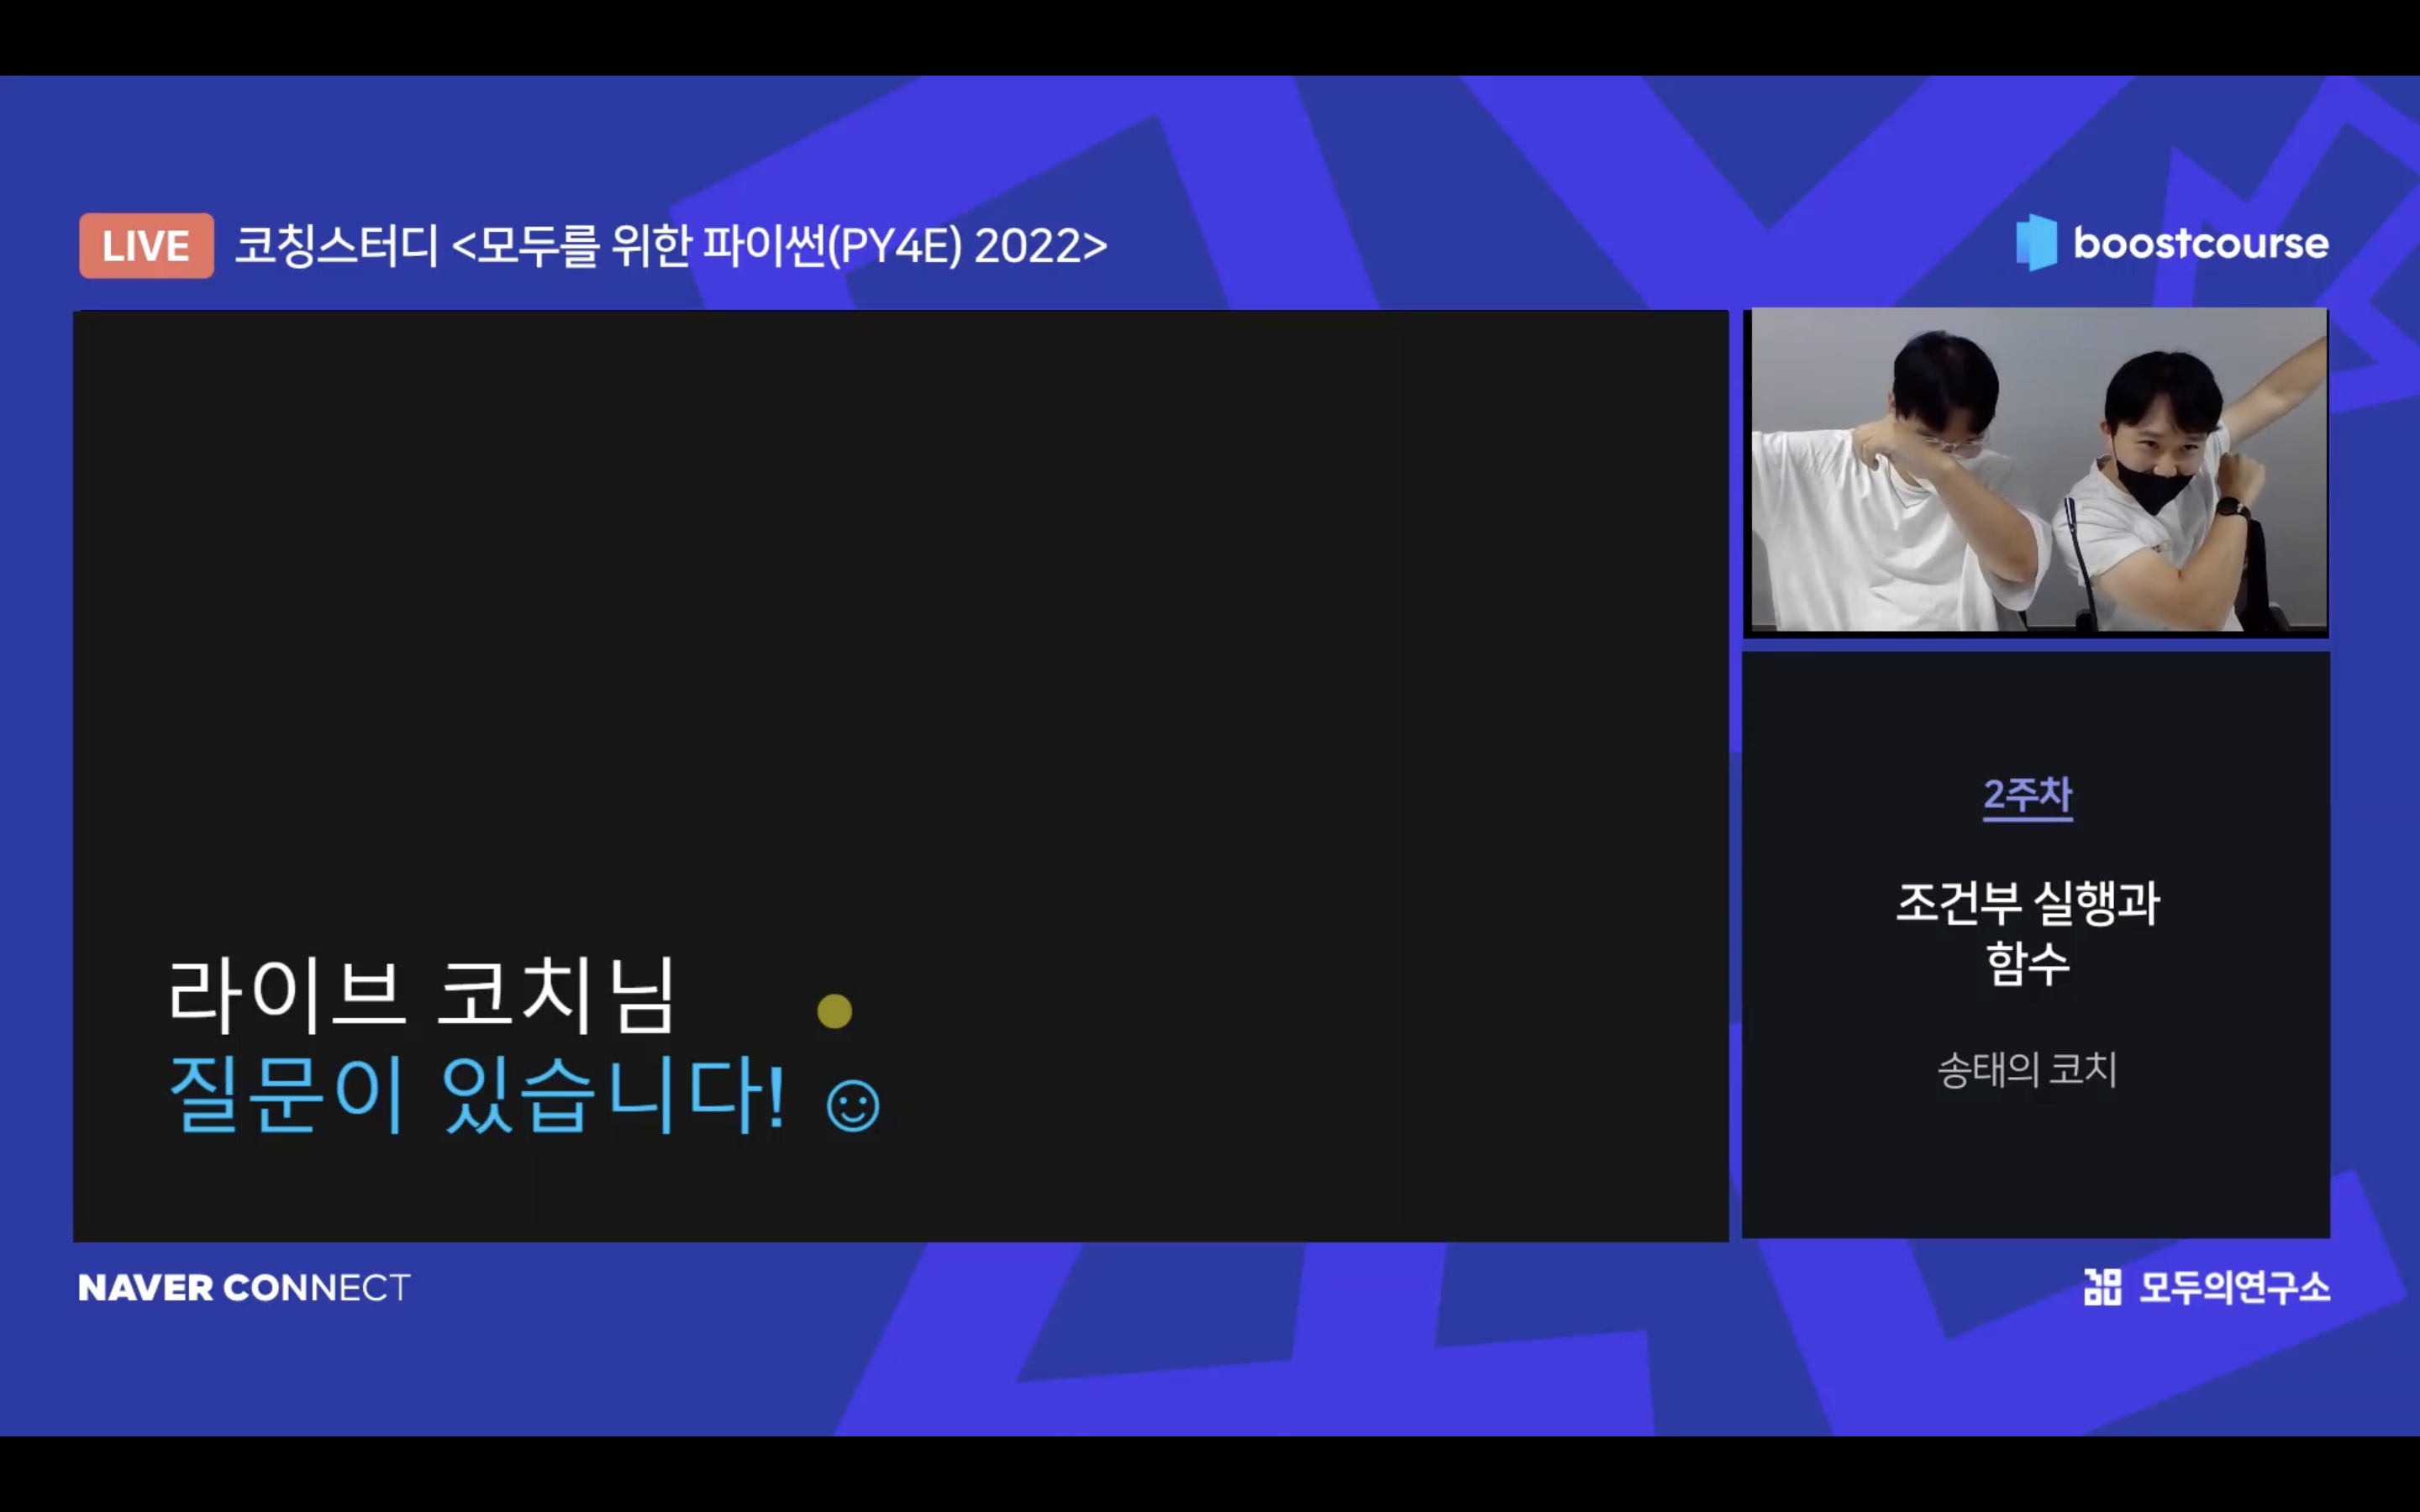 LIVE 코칭스터디 <모두를 위한 파이썬(PY4E) 2022>
boostcourse
라이브 코치님
질문이 있습니다! ☺
2주차
조건부 실행과
함수
송태의 코치
NAVER CONNECT
모두의연구소